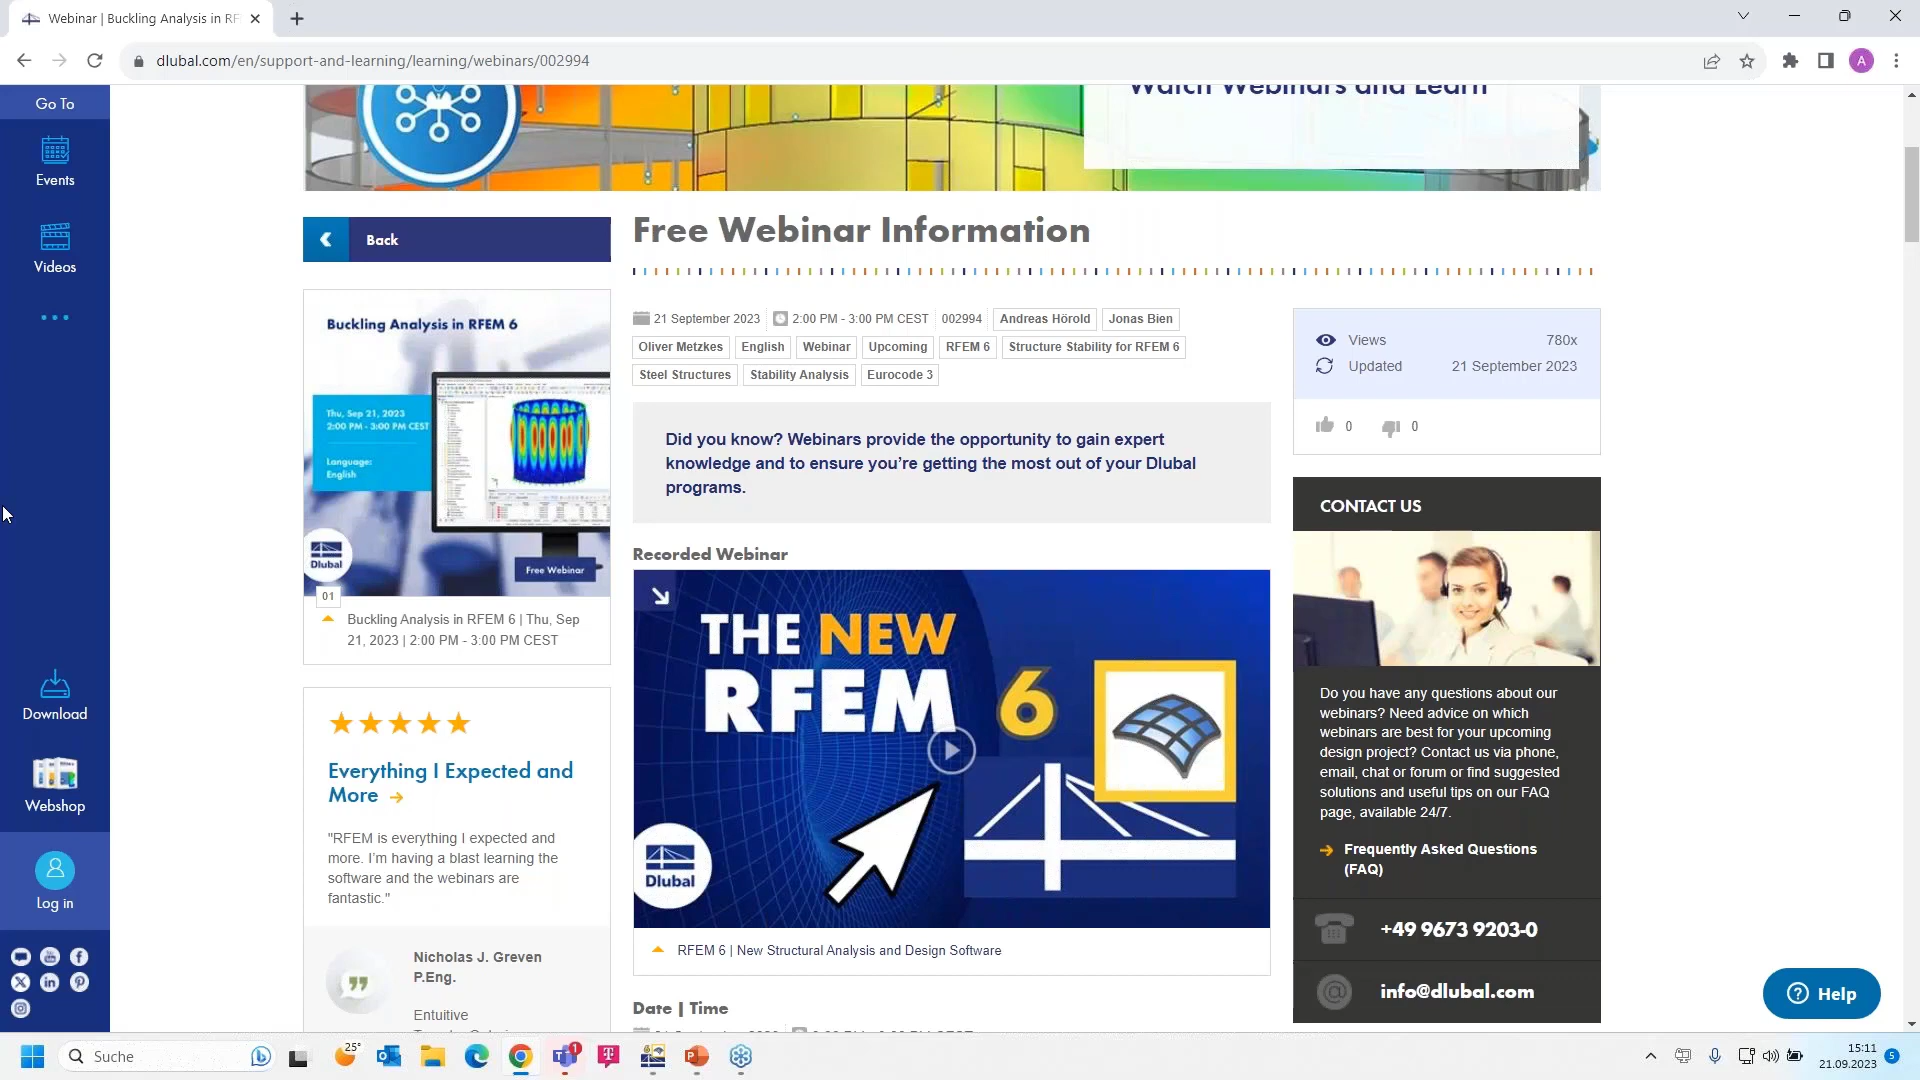 Webinar | Buckling Analysis in RF
dlubal.com/en/support-and-learning/learning/webinars/002994
A
Go To
Events
Videos
Download
Webshop
Log in
Watch Webinars and Learn
Back
Free Webinar Information
Buckling Analysis in RFEM 6
Thu, Sep 21, 2023
2:00 PM - 3:00 PM CEST
Language:
English
Dlubal
Free Webinar
01
Buckling Analysis in RFEM 6 | Thu, Sep
21, 2023 | 2:00 PM - 3:00 PM CEST
Everything I Expected and
More
"RFEM is everything I expected and
more. I'm having a blast learning the
software and the webinars are
fantastic."
Nicholas J. Greven
P.Eng.
Entuitive
21 September 2023 2:00 PM - 3:00 PM CEST 002994 Andreas Hörold Jonas Bien
Oliver Metzkes English Webinar Upcoming RFEM 6 Structure Stability for RFEM 6
Steel Structures Stability Analysis Eurocode 3
Did you know? Webinars provide the opportunity to gain expert
knowledge and to ensure you're getting the most out of your Dlubal
programs.
Recorded Webinar
THE NEW
RFEM 6
Dlubal
RFEM 6 | New Structural Analysis and Design Software
Date | Time
Views 780x
Updated 21 September 2023
0 0
CONTACT US
Do you have any questions about our
webinars? Need advice on which
webinars are best for your upcoming
design project? Contact us via phone,
email, chat or forum or find suggested
solutions and useful tips on our FAQ
page, available 24/7.
Frequently Asked Questions
(FAQ)
+49 9673 9203-0
info@dlubal.com
Help
Suche
25°
1
15:11
21.09.2023
5